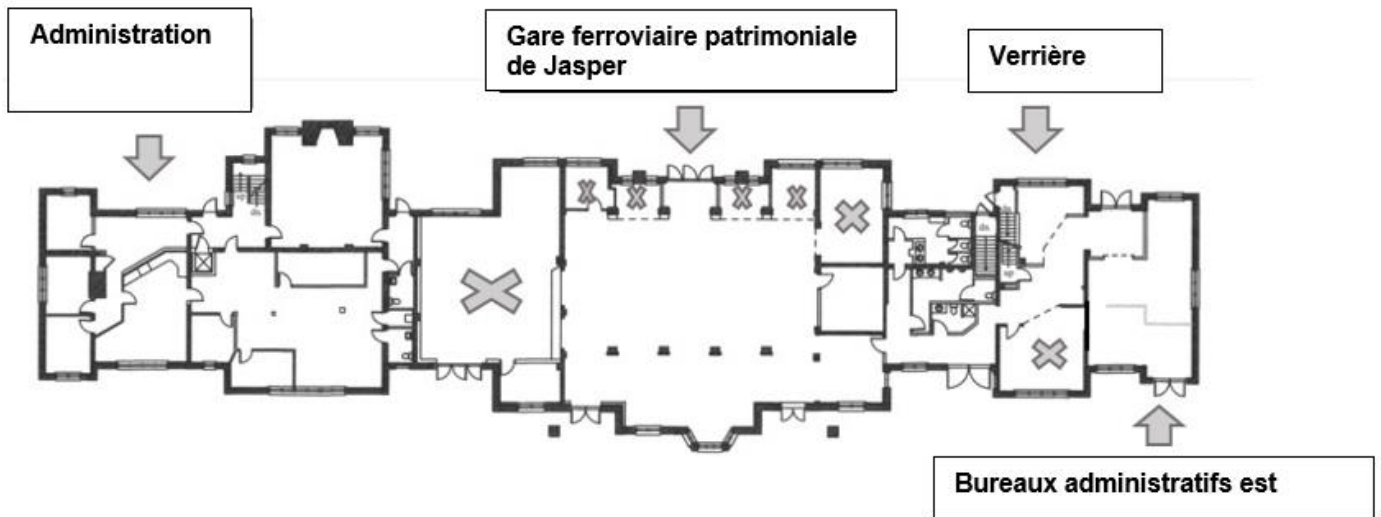 Administration
Gare ferroviaire patrimoniale
de Jasper
Verrière
Bureaux administratifs est